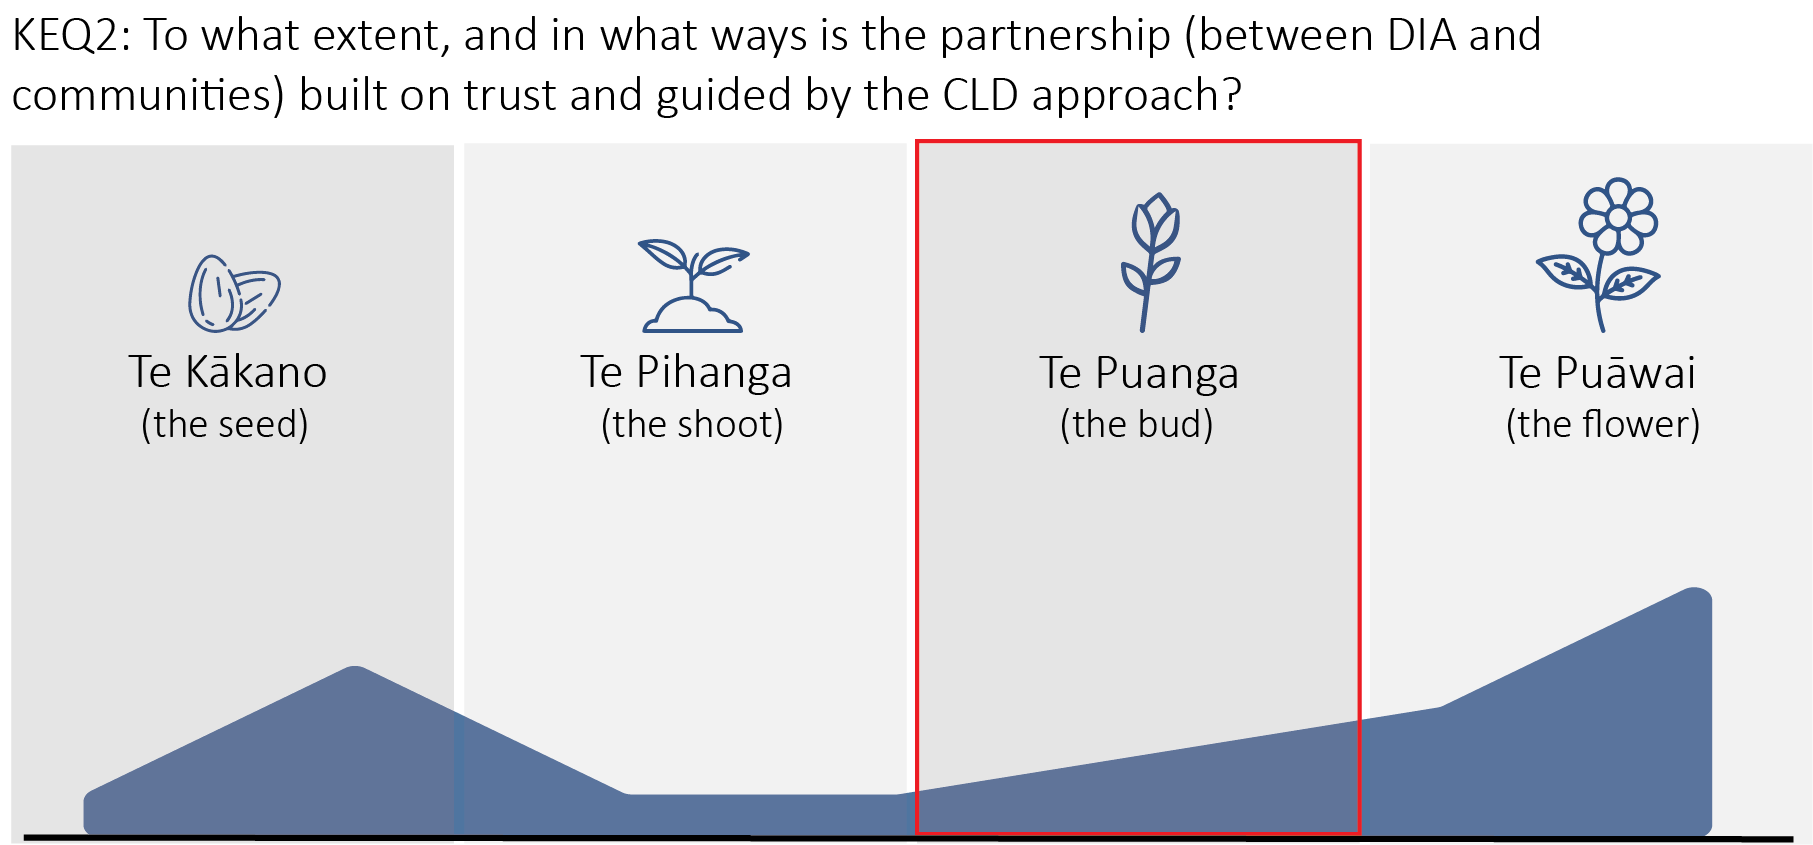 KEQ2: To what extent, and in what ways is the partnership (between DIA and
communities) built on trust and guided by the CLD approach?
Te Kākano
(the seed)
Te Pihanga
(the shoot)
Te Puanga
(the bud)
Te Puāwai
(the flower)